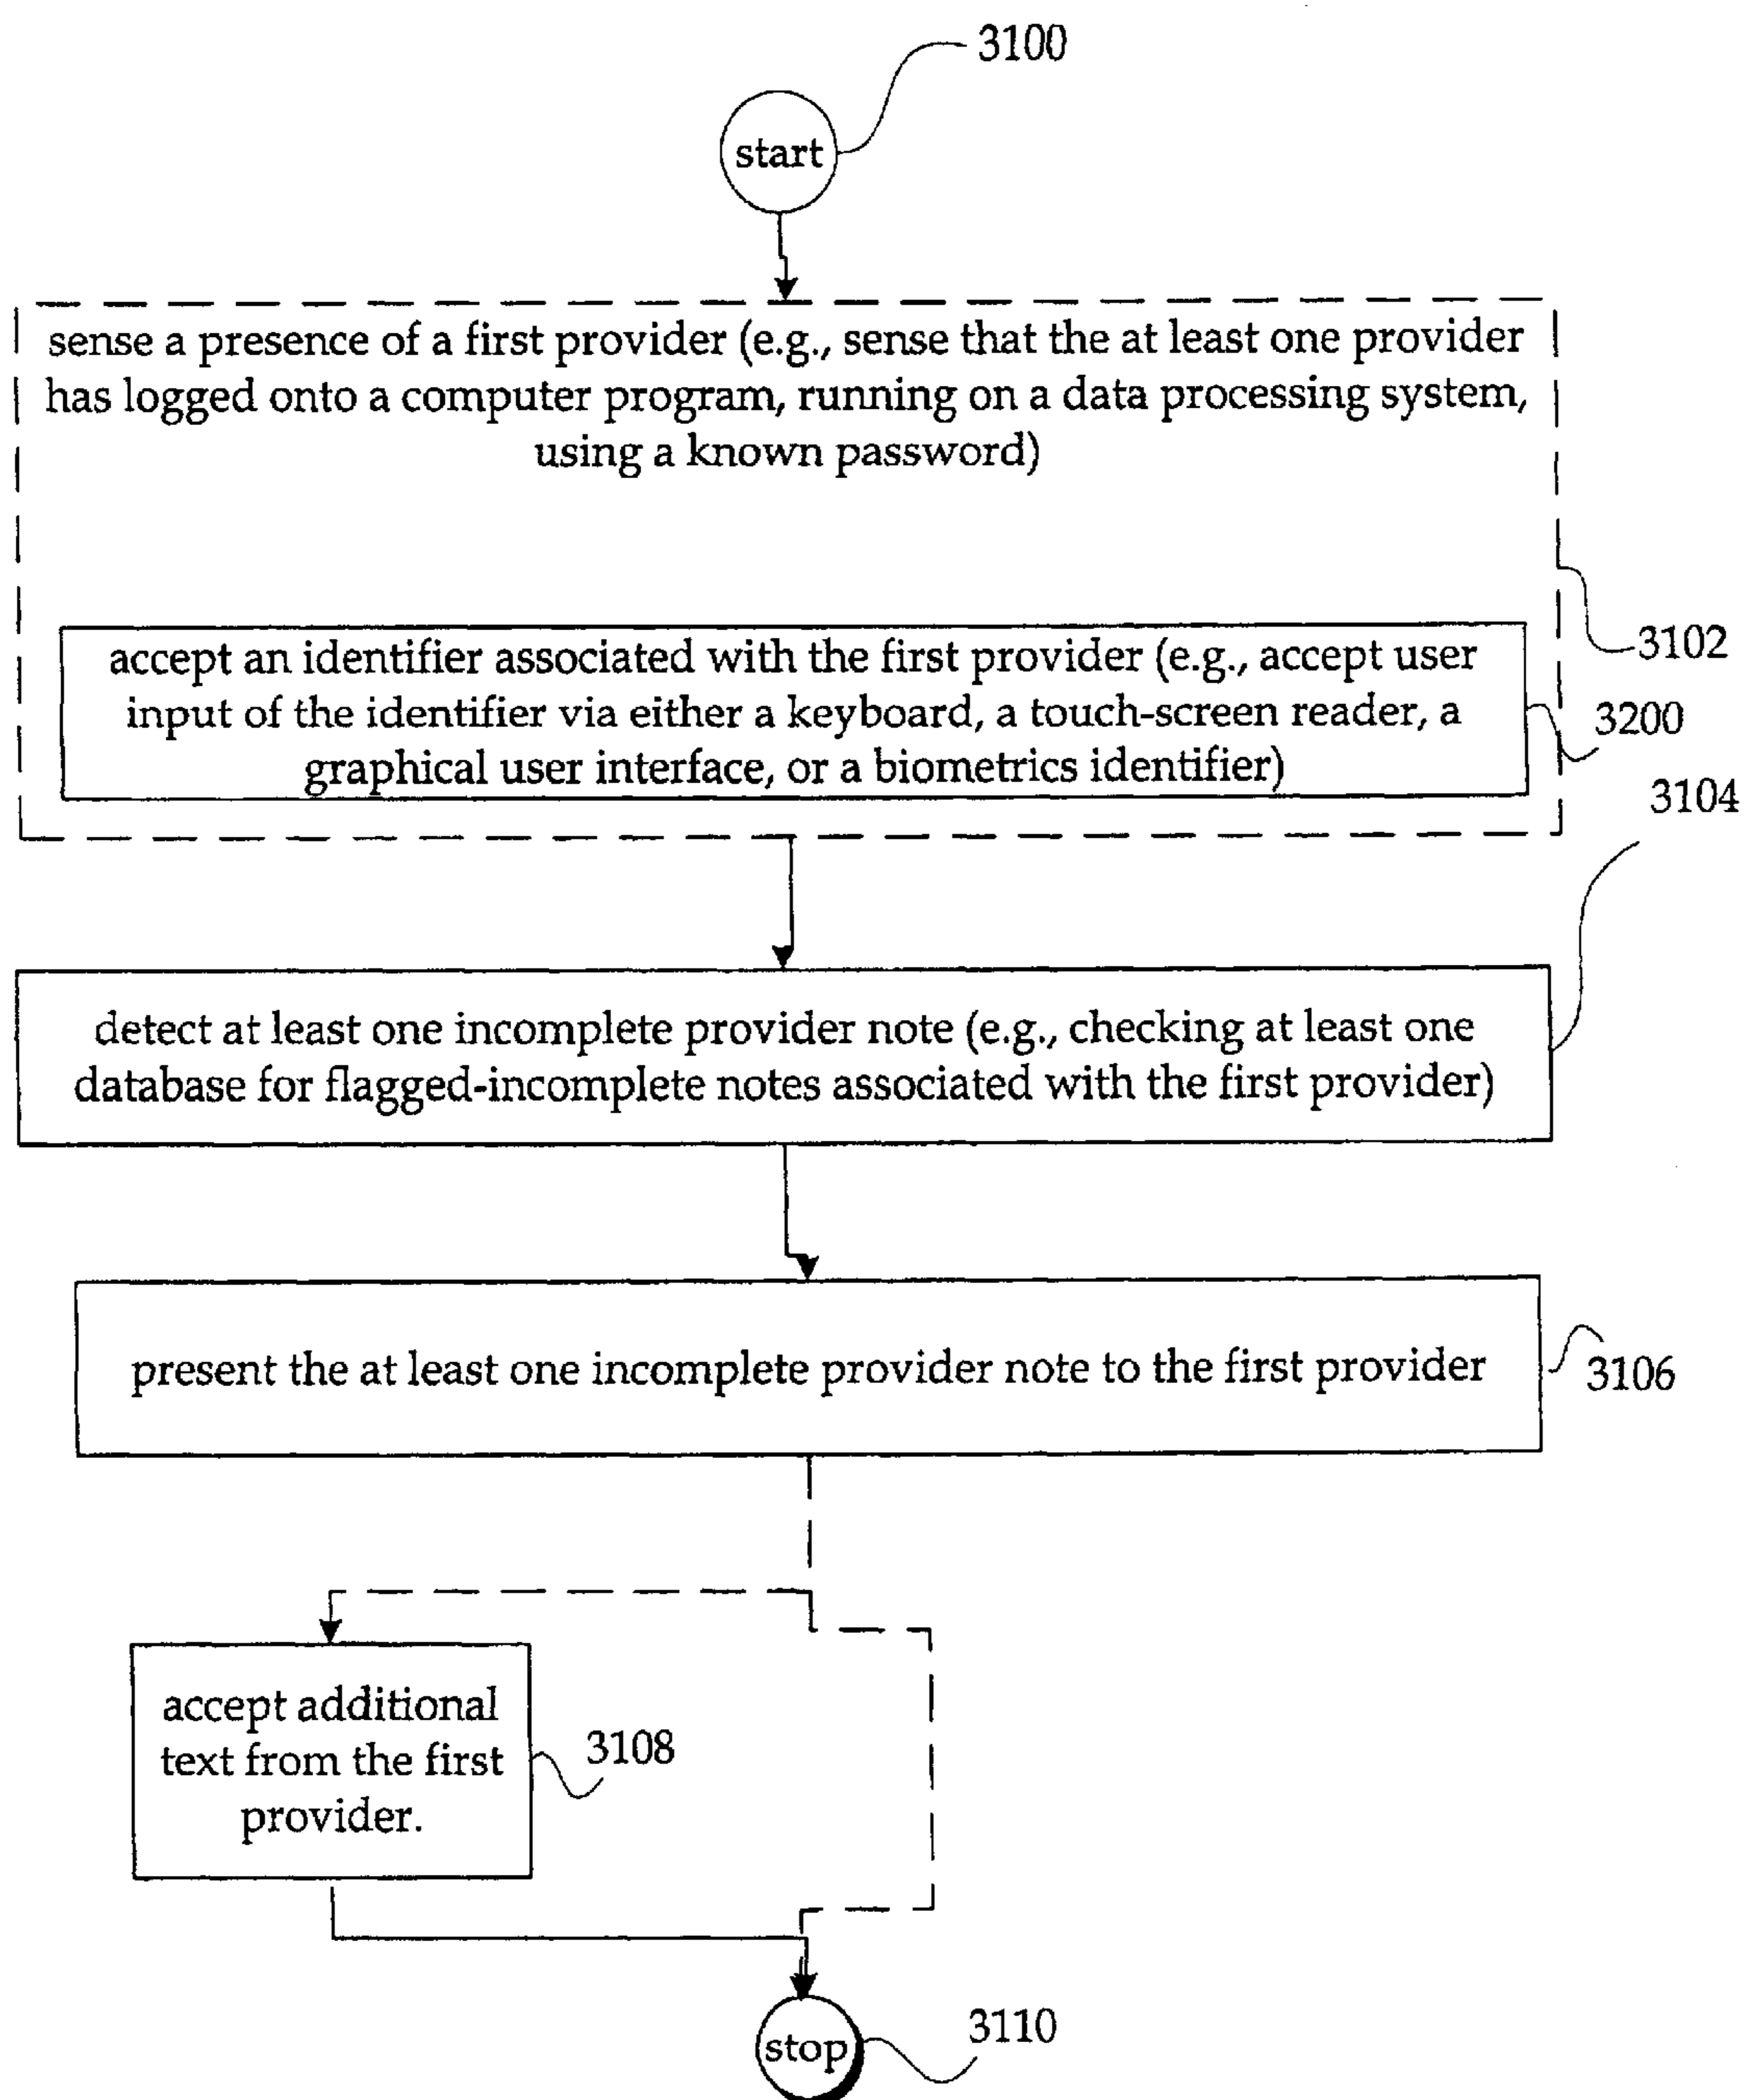 3100
start
sense a presence of a first provider (e.g., sense that the at least one provider
has logged onto a computer program, running on a data processing system,
using a known password)
3102
accept an identifier associated with the first provider (e.g., accept user
input of the identifier via either a keyboard, a touch-screen reader, a
graphical user interface, or a biometrics identifier)
3200
3104
detect at least one incomplete provider note (e.g., checking at least one
database for flagged-incomplete notes associated with the first provider)
present the at least one incomplete provider note to the first provider
3106
accept additional
text from the first
provider.
3108
3110
stop